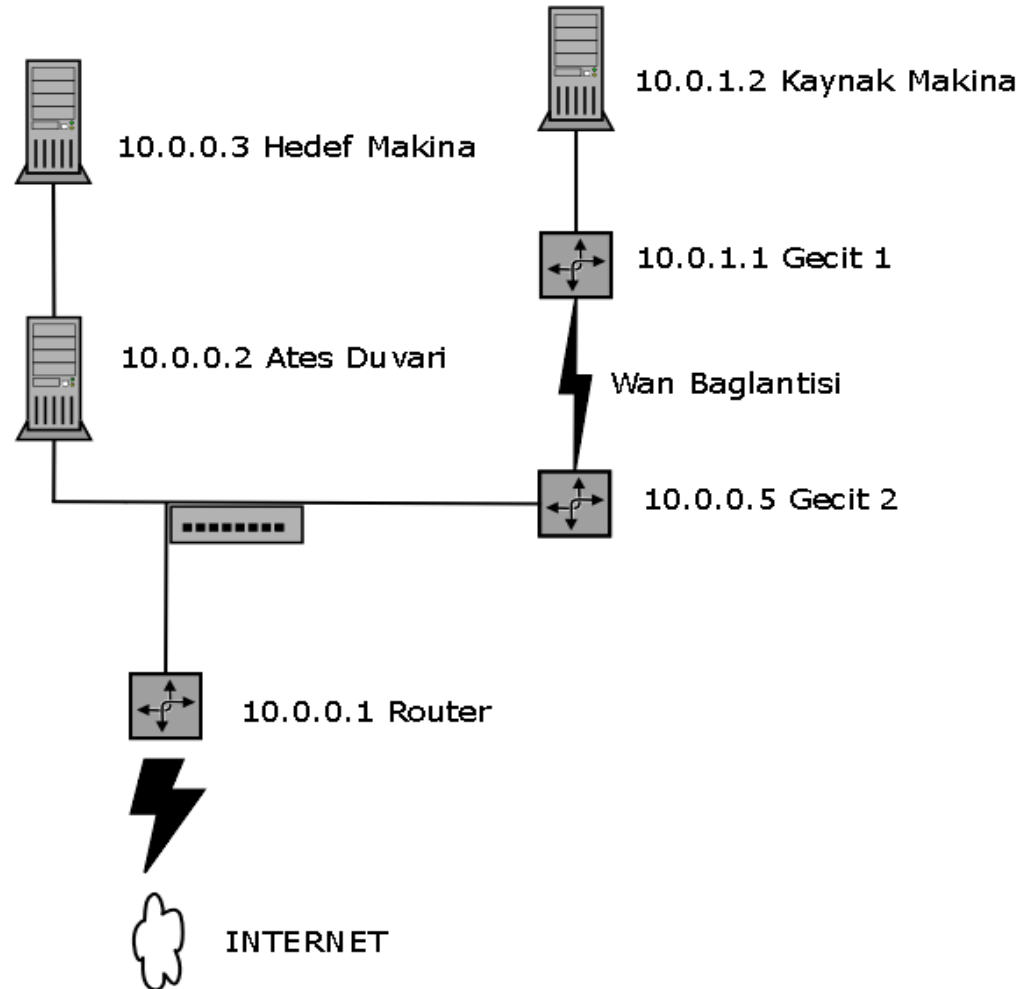 10.0.1.2 Kaynak Makina
10.0.0.3 Hedef Makina
10.0.1.1 Gecit 1
10.0.0.2 Ates Duvari
Wan Baglantisi
10.0.0.5 Gecit 2
10.0.0.1 Router
INTERNET